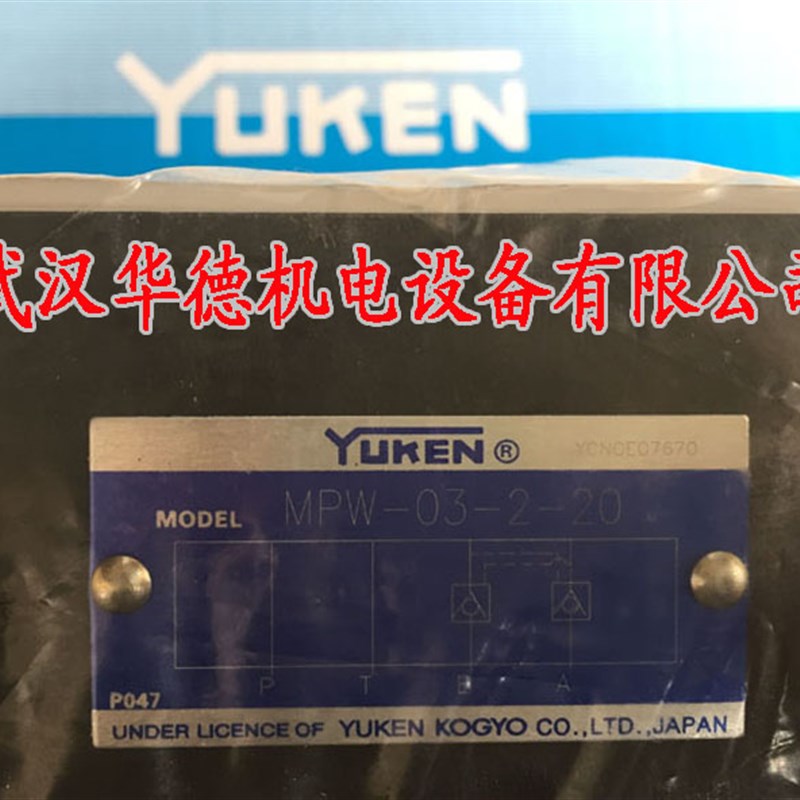 YUKEN
武汉华德机电设备有限公司
YUKEN® YCN0E07670
MODEL MPW-03-2-20
P T B A
P047
UNDER LICENCE OF YUKEN KOGYO CO.,LTD.,JAPAN